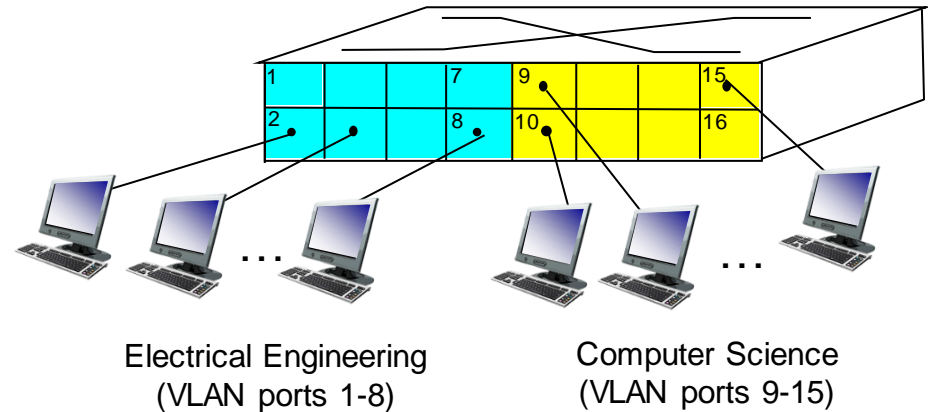 1 7 9 15
2 8 10 16
... ...
Electrical Engineering
(VLAN ports 1-8)
Computer Science
(VLAN ports 9-15)